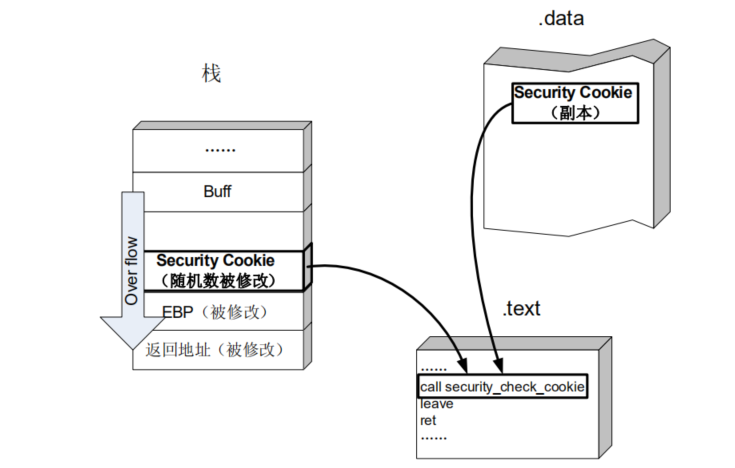 .data
栈
Security Cookie
（副本）
……
Buff
Over flow
Security Cookie
（随机数被修改）
EBP（被修改）
返回地址（被修改）
.text
……
call security_check_cookie
leave
ret
……